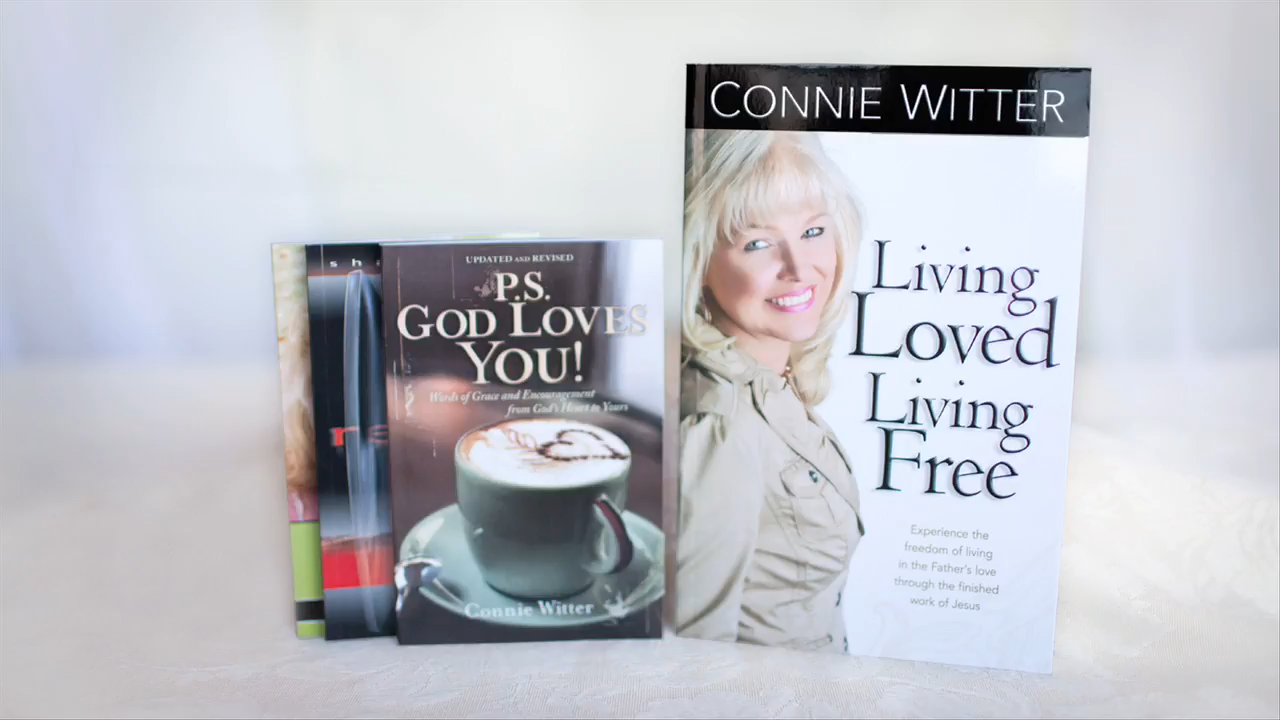 UPDATED AND REVISED
P.S.
GOD LOVES
YOU!
Words of Grace and Encouragement
from God's Heart to Yours
Connie Witter
CONNIE WITTER
Living
Loved
Living
Free
Experience the
freedom of living
in the Father's love
through the finished
work of Jesus